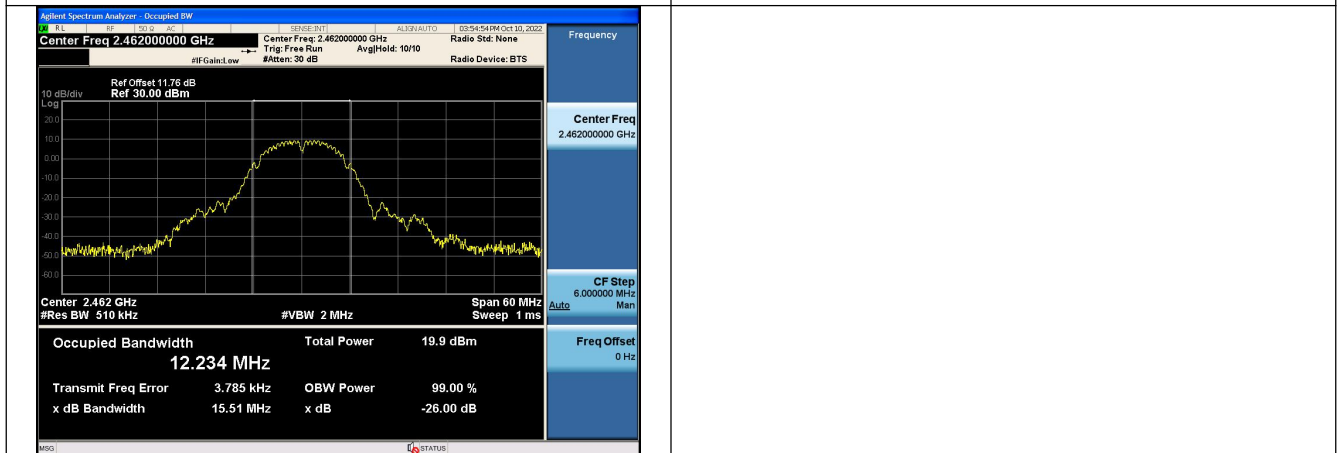 Agilent Spectrum Analyzer - Occupied BW
RL RF 50 Ω AC SENSE:INT ALIGNAUTO 03:54:54 PM Oct 10, 2022
Center Freq 2.462000000 GHz
Center Freq: 2.462000000 GHz
Radio Std: None
Trig: Free Run Avg|Hold: 10/10
#IFGain:Low #Atten: 30 dB Radio Device: BTS
Frequency
Ref Offset 11.76 dB
10 dB/div Ref 30.00 dBm
Log
20.0
10.0
0.00
-10.0
-20.0
-30.0
-40.0
-50.0
-60.0
Center 2.462 GHz Span 60 MHz
#Res BW 510 kHz #VBW 2 MHz Sweep 1 ms
Center Freq
2.462000000 GHz
CF Step
6.000000 MHz
Auto Man
Freq Offset
0 Hz
Occupied Bandwidth Total Power 19.9 dBm
12.234 MHz
Transmit Freq Error 3.785 kHz OBW Power 99.00 %
x dB Bandwidth 15.51 MHz x dB -26.00 dB
MSG STATUS